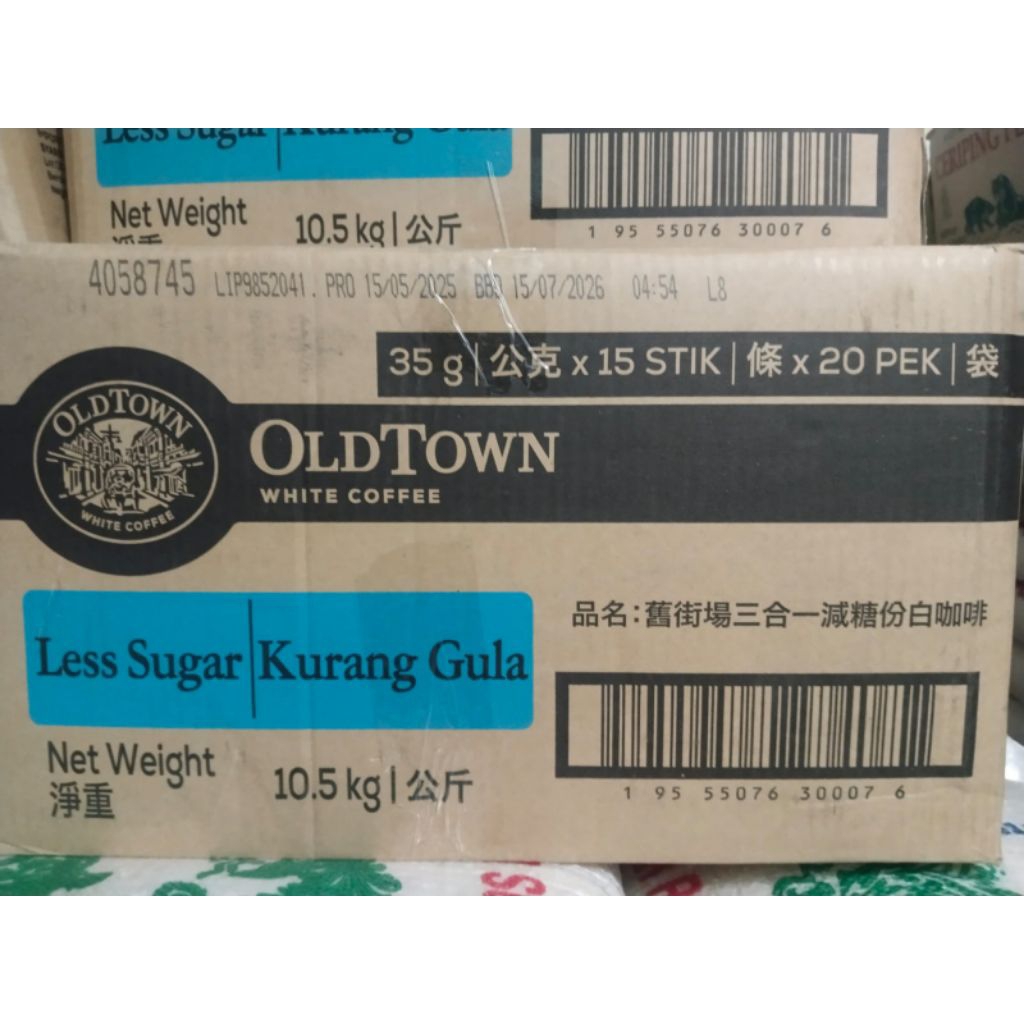 Less Sugar | Kurang Gula
Net Weight 10.5 kg | 公斤
淨重
1 95 55076 30007 6
CERIPING
4058745 LIP9852041. PRO 15/05/2025 BBD 15/07/2026 04:54 L8
35 g | 公克 x 15 STIK | 條 x 20 PEK | 袋
OLDTOWN
WHITE COFFEE
OLDTOWN
WHITE COFFEE
品名:舊街場三合一減糖份白咖啡
Less Sugar | Kurang Gula
Net Weight 10.5 kg | 公斤
淨重
1 95 55076 30007 6